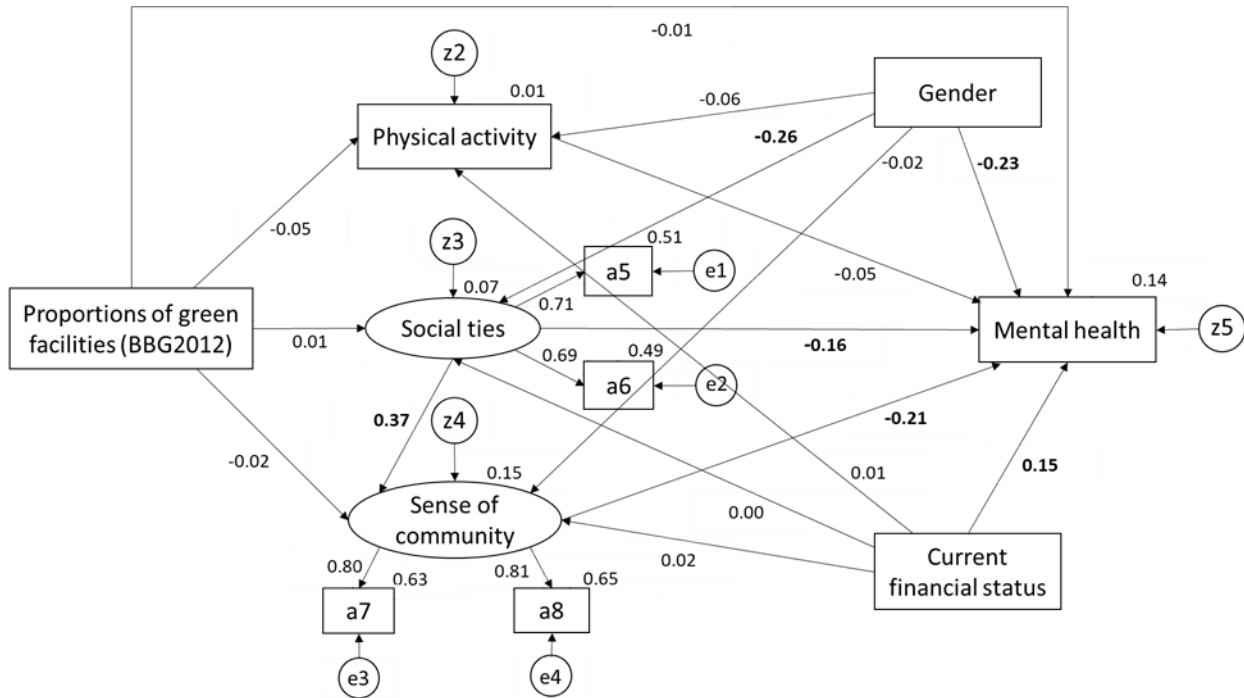 -0.01
z2
0.01
-0.06
Gender
Physical activity
-0.26
-0.02
-0.23
-0.05
z3
0.51
a5
e1
-0.05
0.07
0.71
0.14
Proportions of green
facilities (BBG2012)
0.01
Social ties
-0.16
Mental health
z5
0.69
0.49
a6
e2
0.37
z4
-0.21
-0.02
0.15
0.01
0.15
Sense of
community
0.00
0.02
Current
financial status
0.80
0.63
0.81
0.65
a7
a8
e3
e4